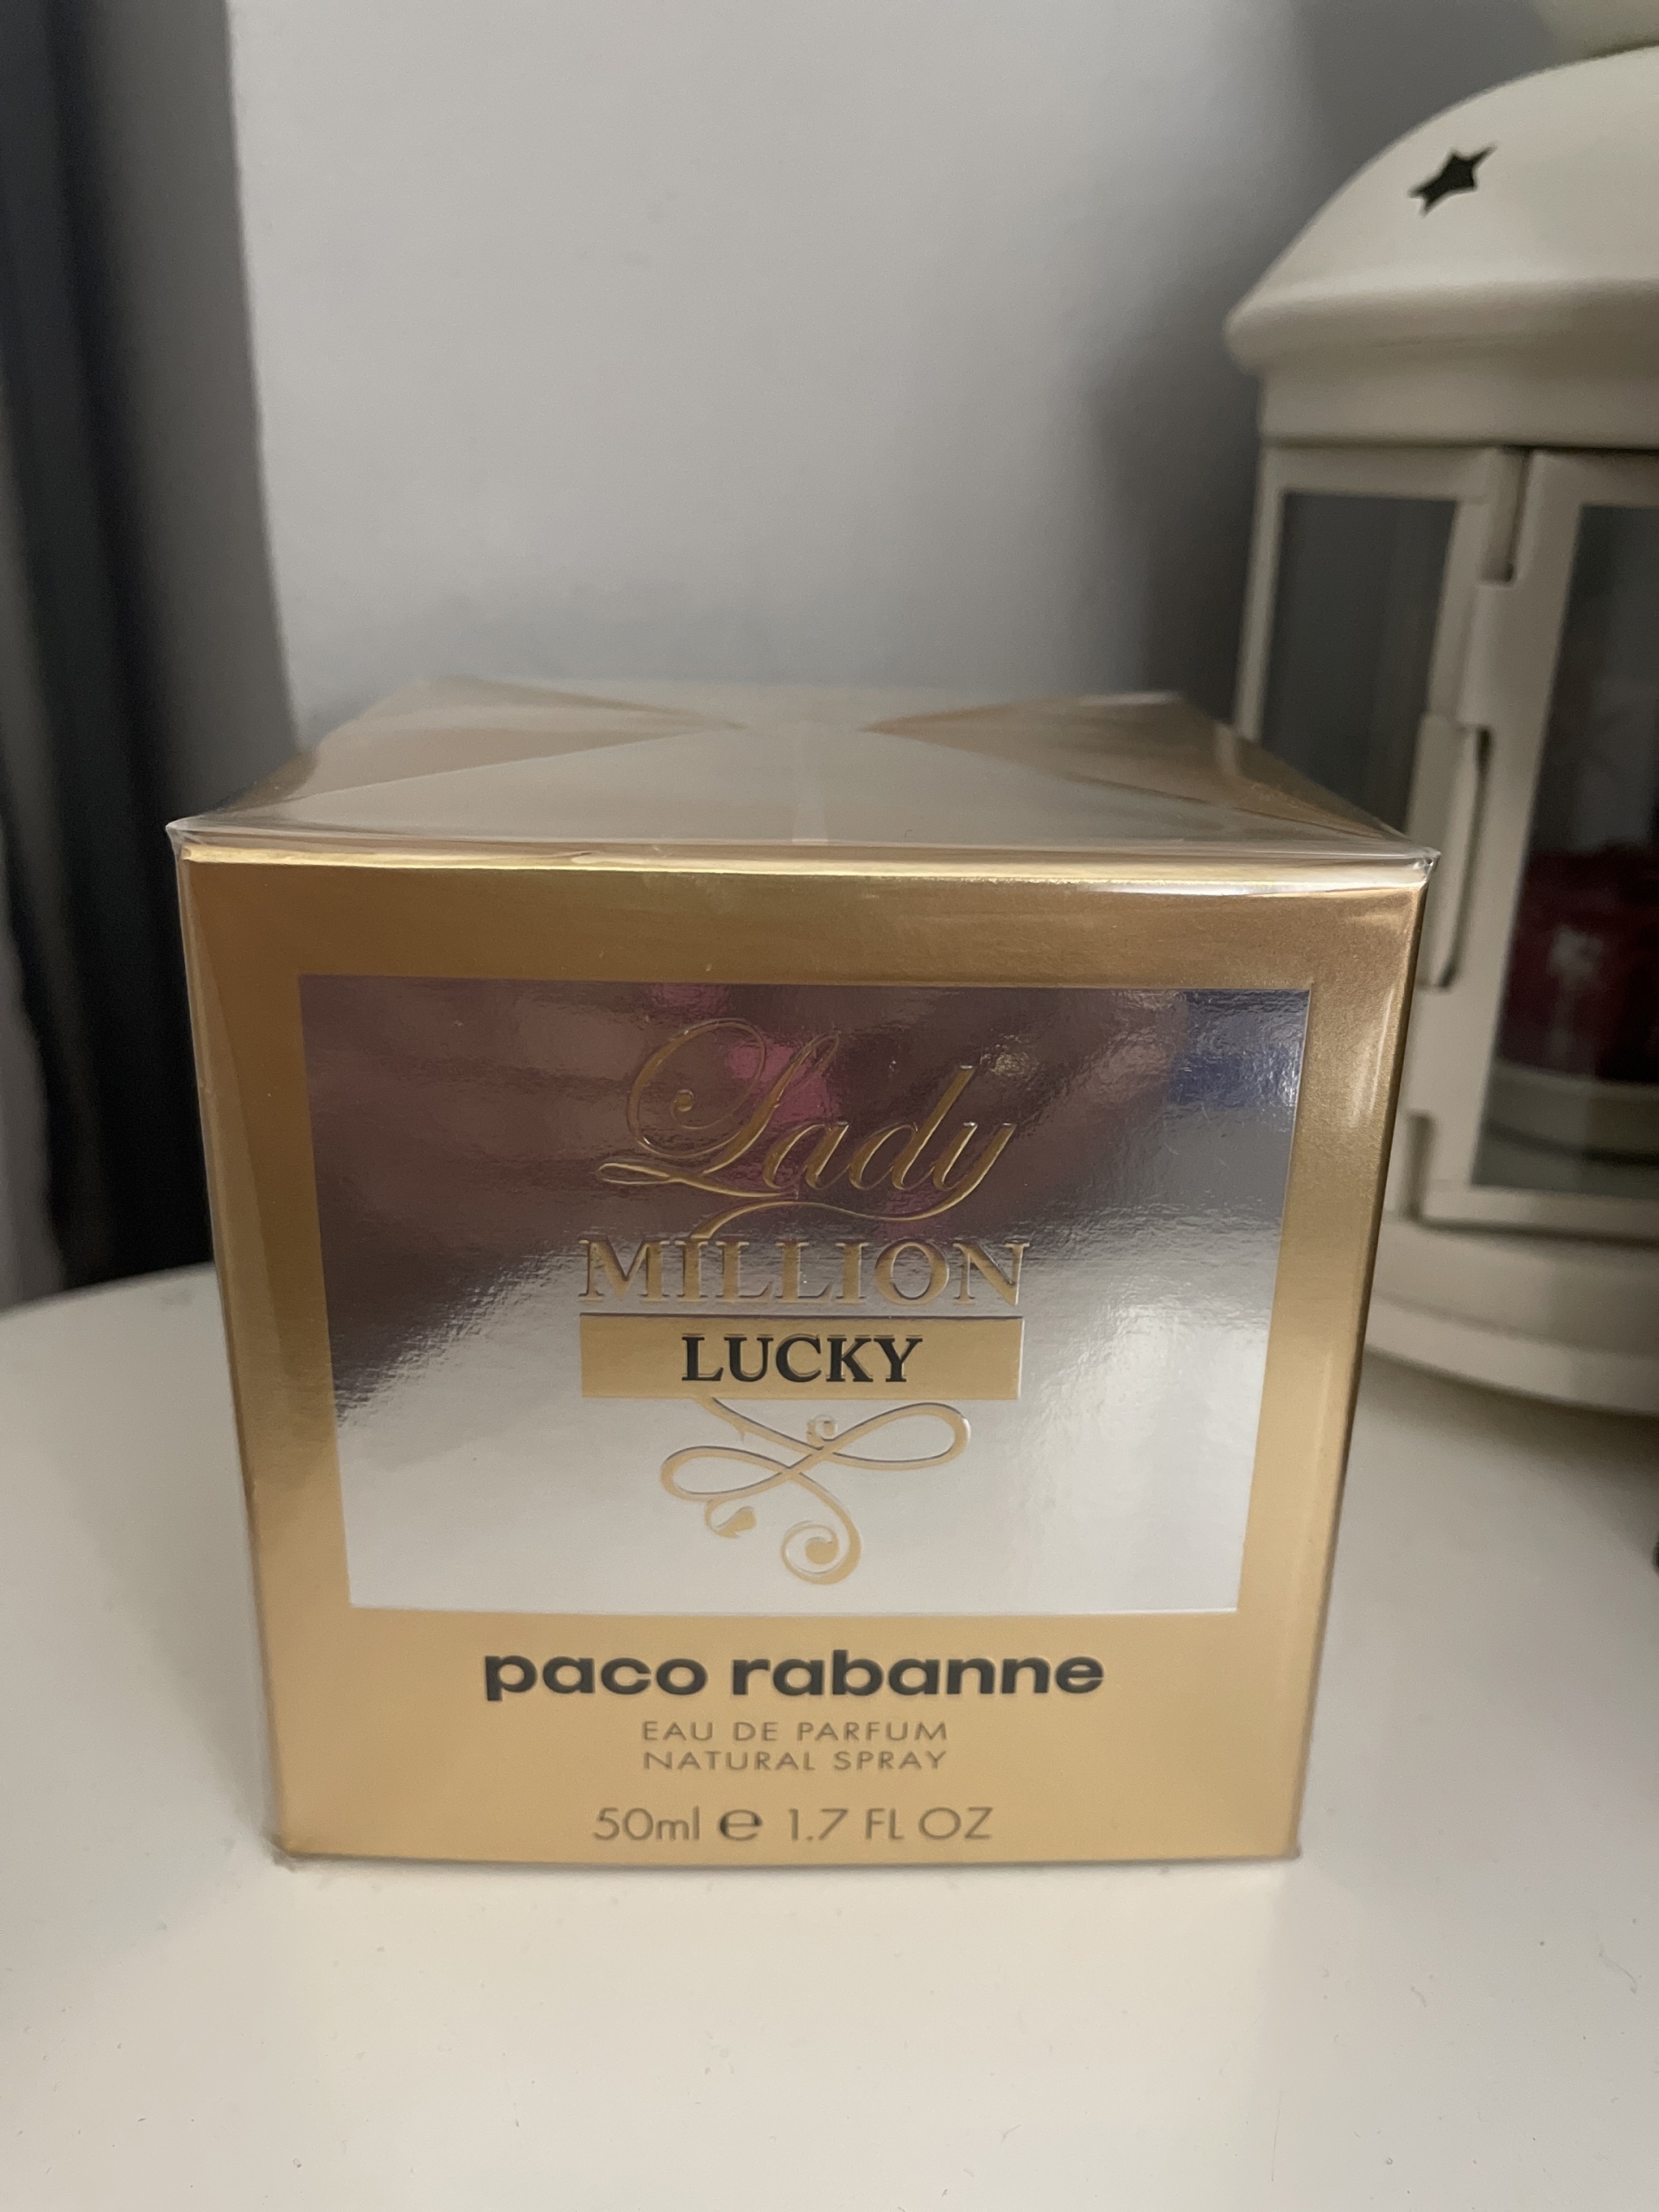 Lady
MILLION
LUCKY
paco rabanne
EAU DE PARFUM
NATURAL SPRAY
50ml ℮ 1.7 FL OZ